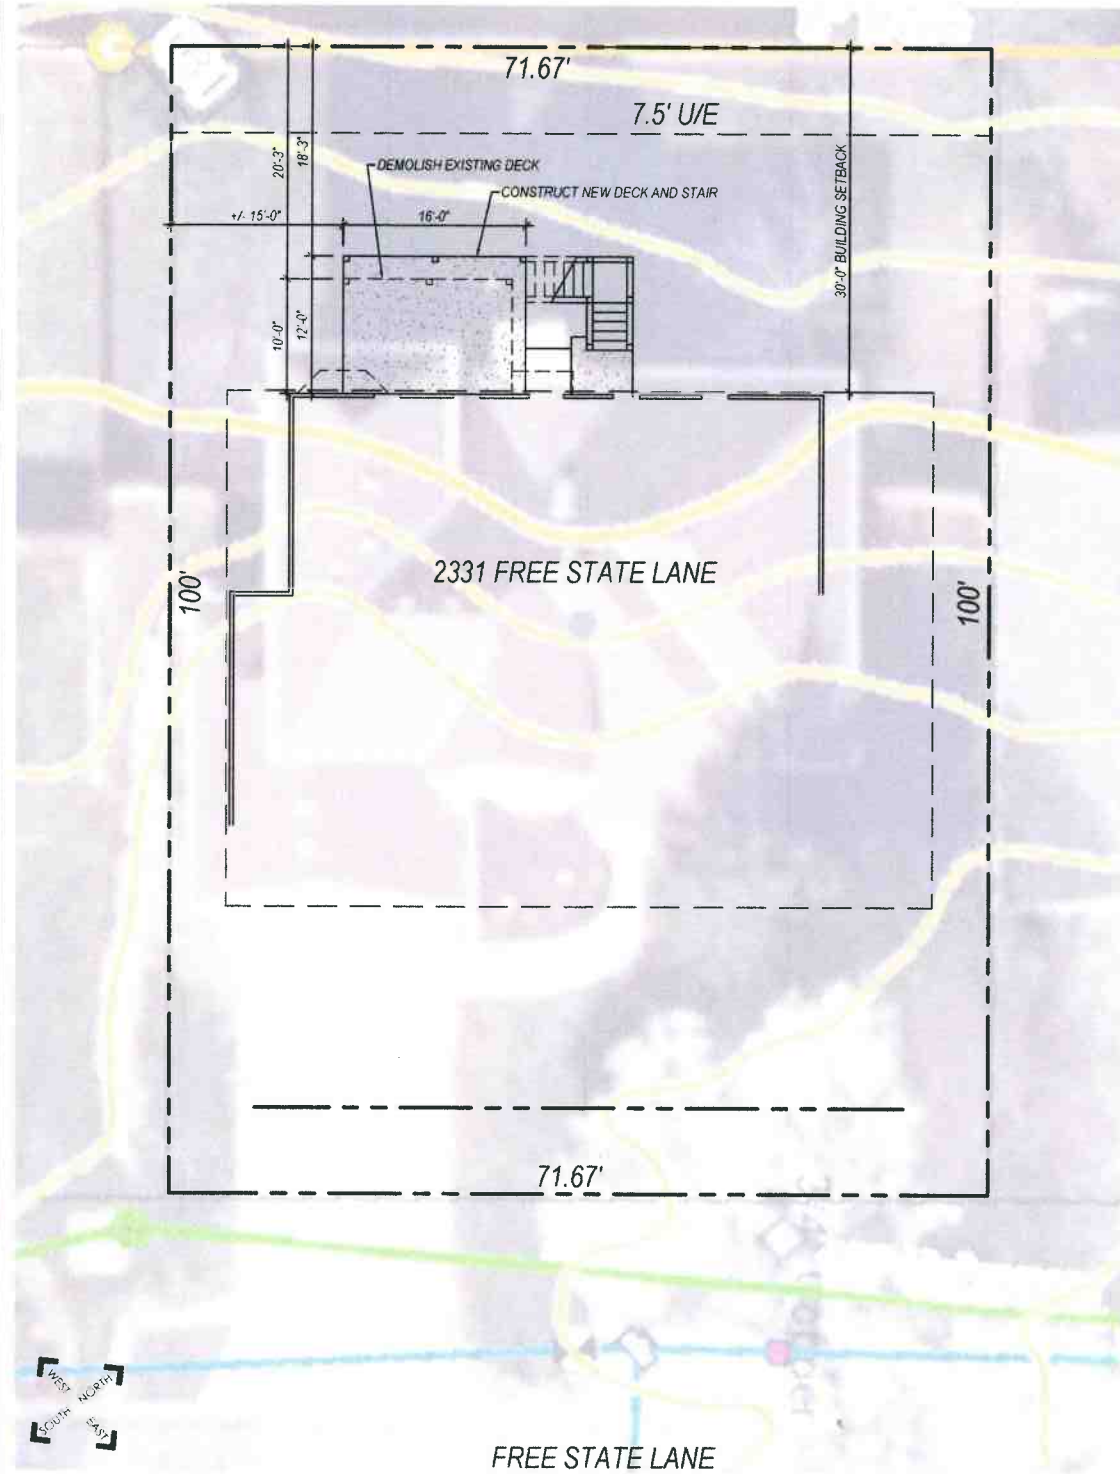 71.67'
7.5' U/E
20'-3"
18'-3"
DEMOLISH EXISTING DECK
CONSTRUCT NEW DECK AND STAIR
30'-0" BUILDING SETBACK
+/- 15'-0"
16'-0"
10'-0"
12'-0"
2331 FREE STATE LANE
100'
100'
71.67'
WEST NORTH
SOUTH EAST
FREE STATE LANE